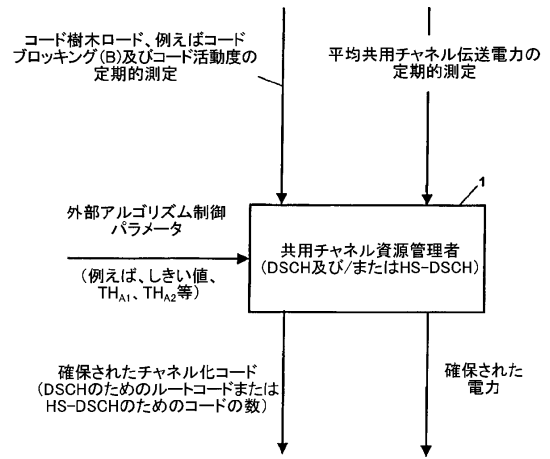 コード樹木ロード、例えばコード
ブロッキング(B)及びコード活動度の
定期的測定
平均共用チャネル伝送電力の
定期的測定
1
外部アルゴリズム制御
パラメータ
(例えば、しきい値、
THA1、THA2等)
共用チャネル資源管理者
(DSCH及び/またはHS-DSCH)
確保されたチャネル化コード
(DSCHのためのルートコードまたは
HS-DSCHのためのコードの数)
確保された
電力